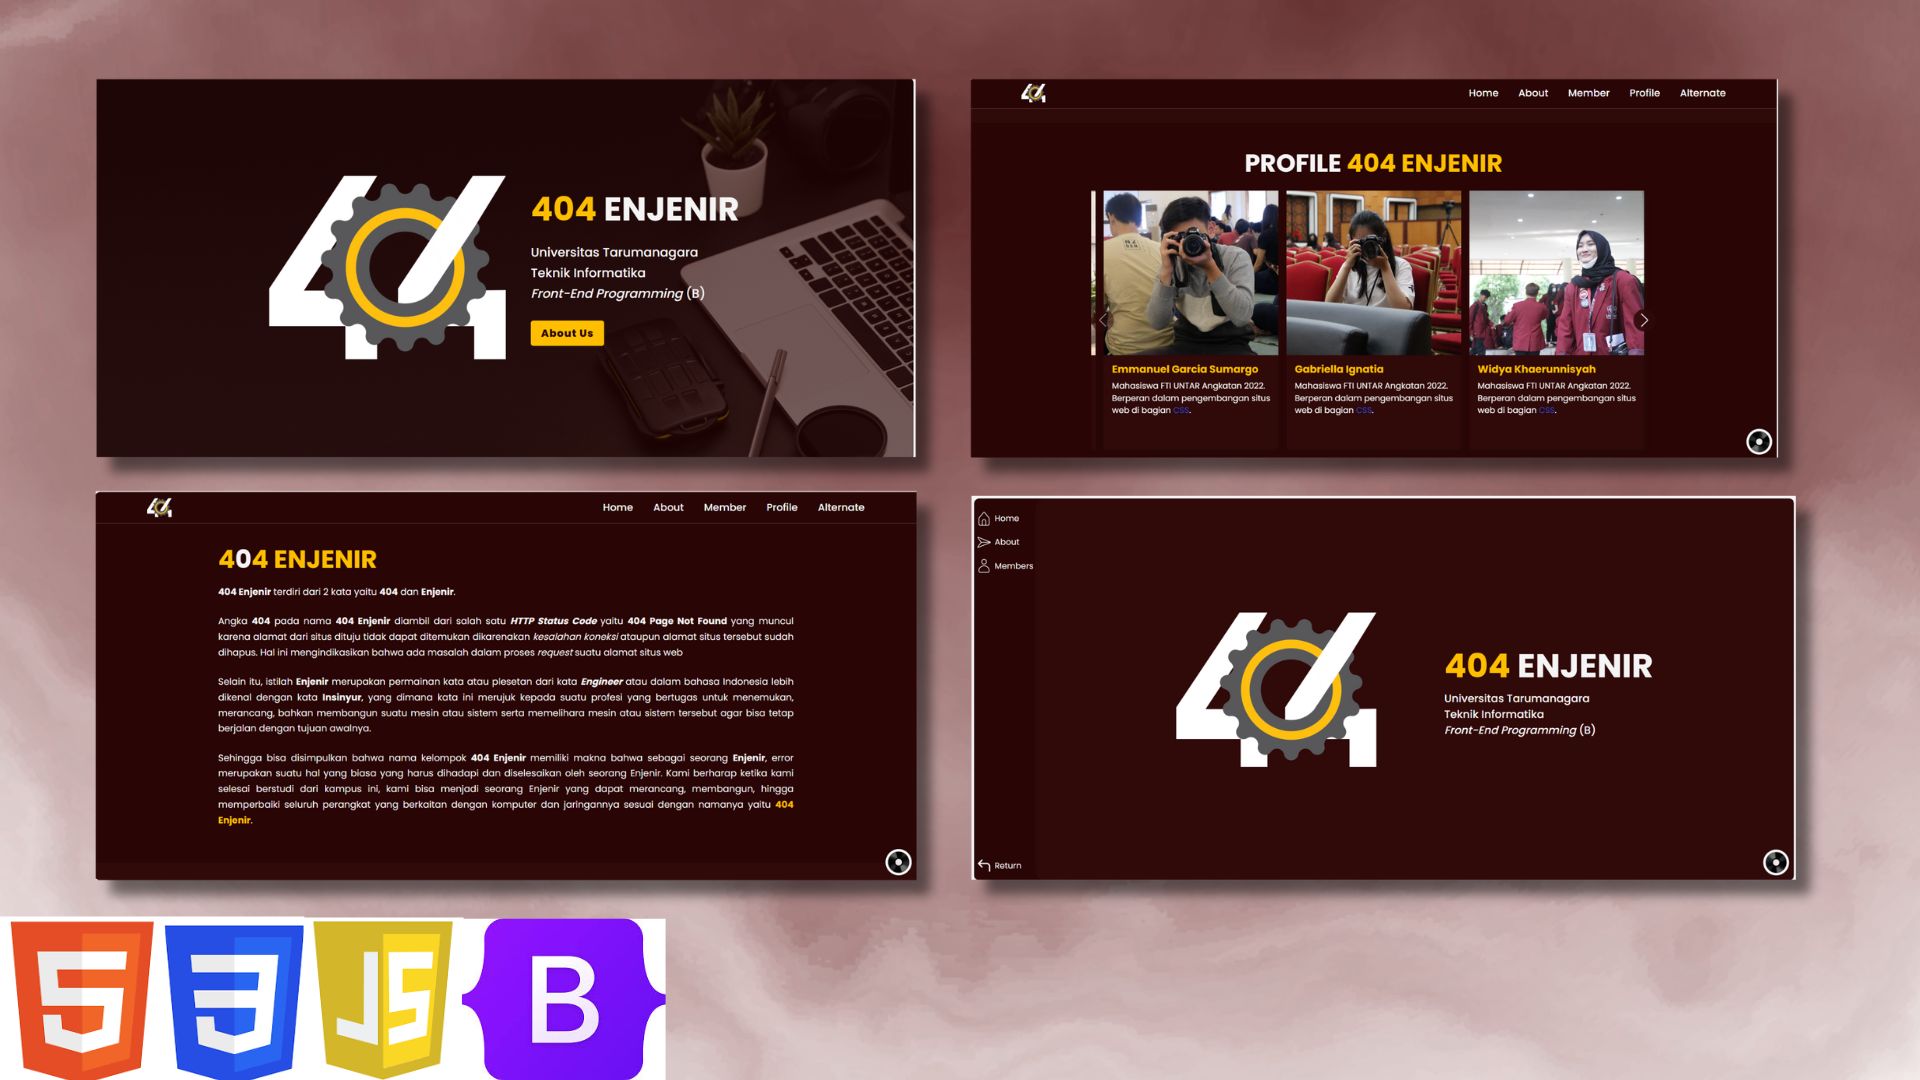 404 ENJENIR
Universitas Tarumanagara
Teknik Informatika
Front-End Programming (B)
About Us
Home About Member Profile Alternate
PROFILE 404 ENJENIR
Emmanuel Garcia Sumargo
Mahasiswa FTI UNTAR Angkatan 2022.
Berperan dalam pengembangan situs
web di bagian CSS.
Gabriella Ignatia
Mahasiswa FTI UNTAR Angkatan 2022.
Berperan dalam pengembangan situs
web di bagian CSS.
Widya Khaerunnisyah
Mahasiswa FTI UNTAR Angkatan 2022.
Berperan dalam pengembangan situs
web di bagian CSS.
Home About Member Profile Alternate
404 ENJENIR
404 Enjenir terdiri dari 2 kata yaitu 404 dan Enjenir.
Angka 404 pada nama 404 Enjenir diambil dari salah satu HTTP Status Code yaitu 404 Page Not Found yang muncul
karena alamat dari situs dituju tidak dapat ditemukan dikarenakan kesalahan koneksi ataupun alamat situs tersebut sudah
dihapus. Hal ini mengindikasikan bahwa ada masalah dalam proses request suatu alamat situs web
Selain itu, istilah Enjenir merupakan permainan kata atau plesetan dari kata Engineer atau dalam bahasa Indonesia lebih
dikenal dengan kata Insinyur, yang dimana kata ini merujuk kepada suatu profesi yang bertugas untuk menemukan,
merancang, bahkan membangun suatu mesin atau sistem serta memelihara mesin atau sistem tersebut agar bisa tetap
berjalan dengan tujuan awalnya.
Sehingga bisa disimpulkan bahwa nama kelompok 404 Enjenir memiliki makna bahwa sebagai seorang Enjenir, error
merupakan suatu hal yang biasa yang harus dihadapi dan diselesaikan oleh seorang Enjenir. Kami berharap ketika kami
selesai berstudi dari kampus ini, kami bisa menjadi seorang Enjenir yang dapat merancang, membangun, hingga
memperbaiki seluruh perangkat yang berkaitan dengan komputer dan jaringannya sesuai dengan namanya yaitu 404
Enjenir.
Home
About
Members
404 ENJENIR
Universitas Tarumanagara
Teknik Informatika
Front-End Programming (B)
Return
5 3 JS B